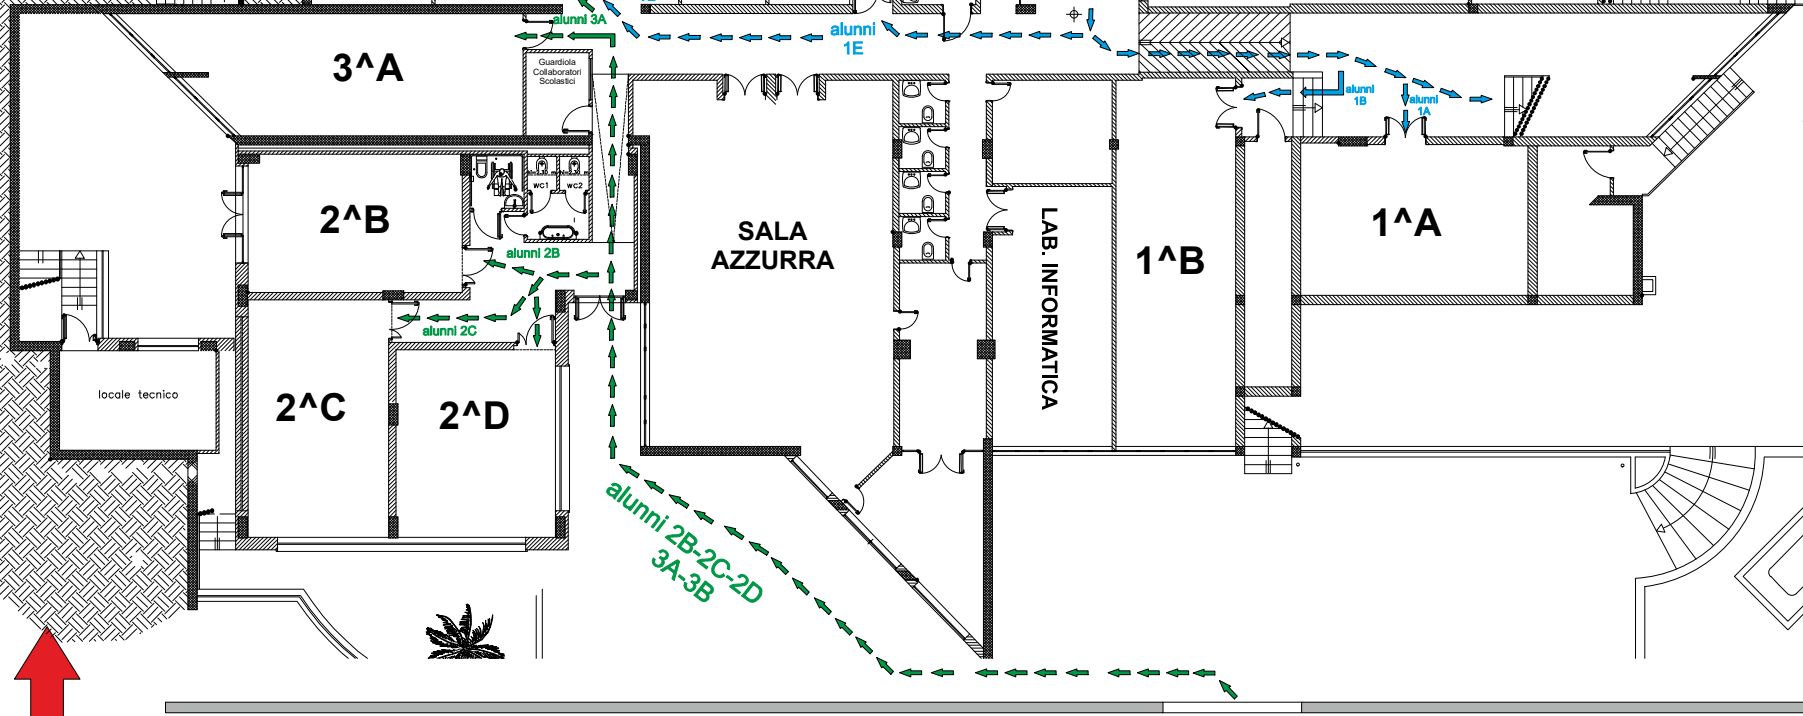 alunni 3A
alunni
1E
3^A
Guardiola
Collaboratori
Scolastici
alunni
1B
alunni
1A
2^B
wc1
wc2
alunni 2B
SALA
AZZURRA
LAB. INFORMATICA
1^B
1^A
alunni 2C
locale tecnico
2^C
2^D
alunni 2B-2C-2D
3A-3B